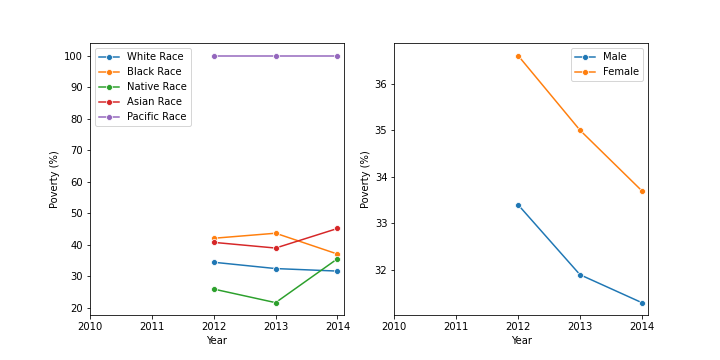 100
90
80
70
60
50
40
30
20
Poverty (%)
2010 2011 2012 2013 2014
Year
White Race
Black Race
Native Race
Asian Race
Pacific Race
36
35
34
33
32
Poverty (%)
2010 2011 2012 2013 2014
Year
Male
Female